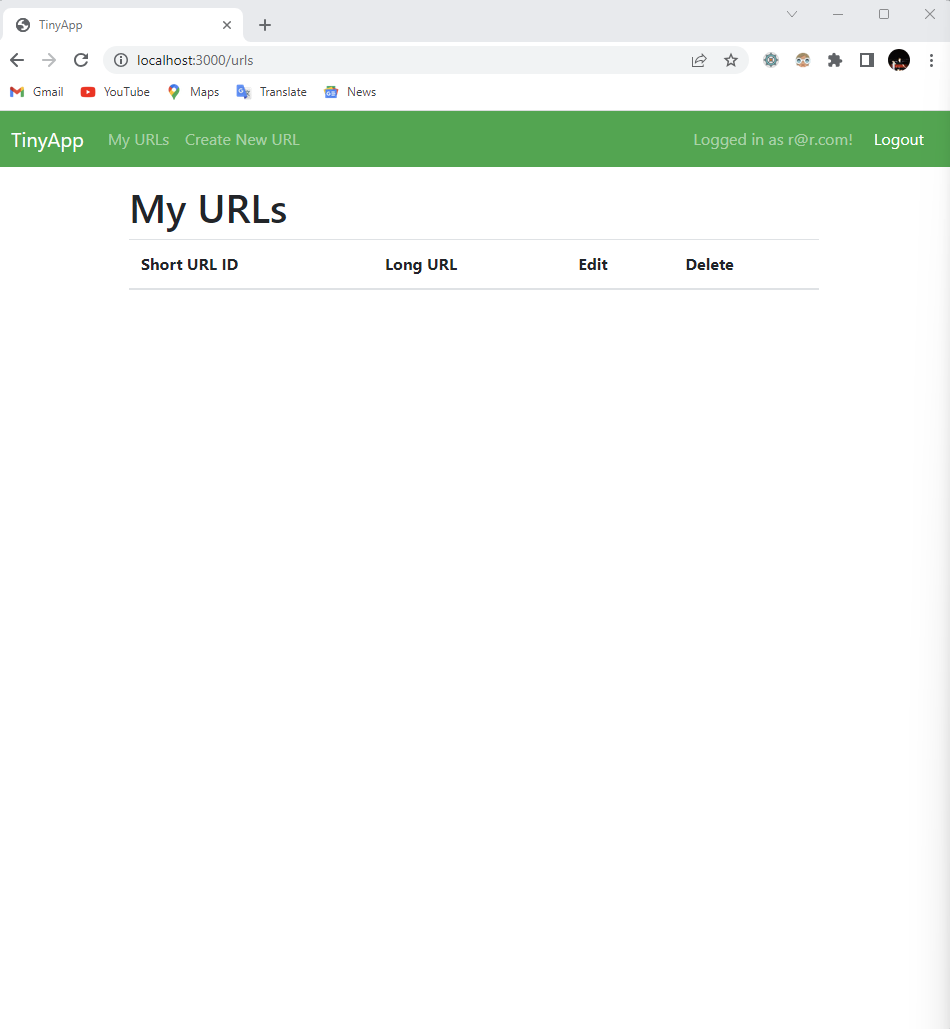 TinyApp
localhost:3000/urls
Gmail YouTube Maps Translate News
TinyApp My URLs Create New URL Logged in as r@r.com! Logout
My URLs
Short URL ID Long URL Edit Delete